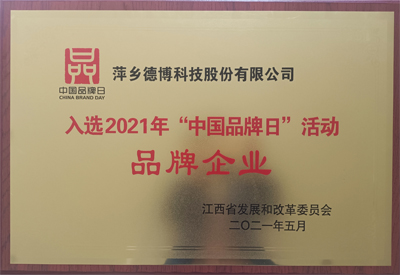 品
中国品牌日
CHINA BRAND DAY
萍乡德博科技股份有限公司
入选2021年“中国品牌日”活动
品牌企业
江西省发展和改革委员会
二〇二一年五月